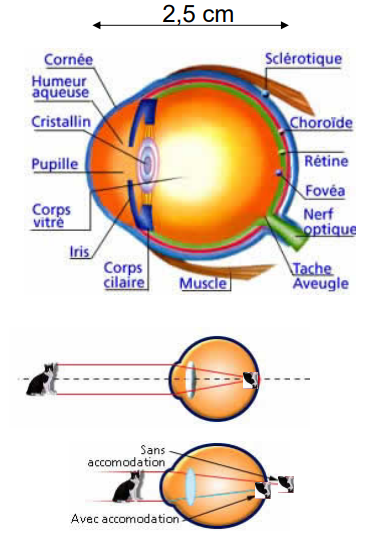 2,5 cm
Cornée
Humeur
aqueuse
Cristallin
Pupille
Corps
vitré
Iris
Corps
cilaire
Muscle
Sclérotique
Choroïde
Rétine
Fovéa
Nerf
optique
Tache
Aveugle
Sans
accomodation
Avec accomodation